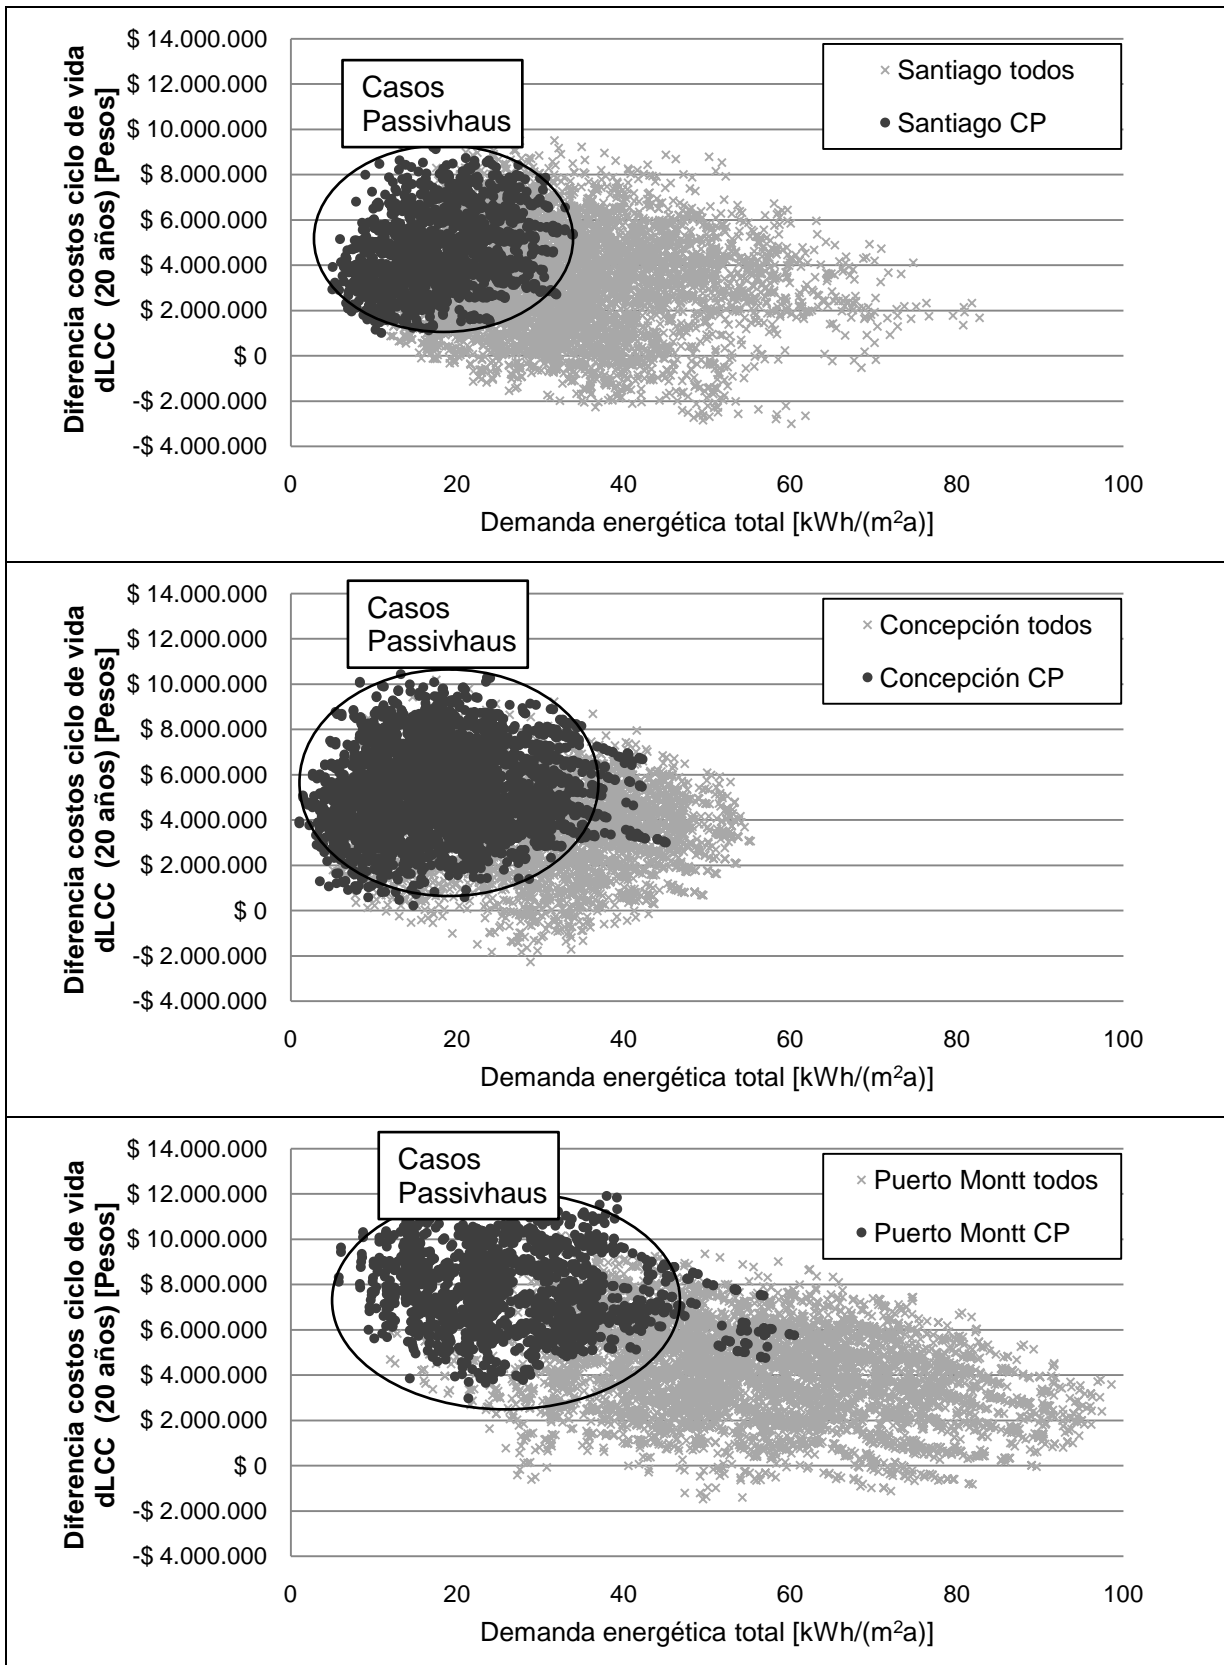 Diferencia costos ciclo de vida
dLCC (20 años) [Pesos]
$ 14.000.000
$ 12.000.000
$ 10.000.000
$ 8.000.000
$ 6.000.000
$ 4.000.000
$ 2.000.000
$ 0
-$ 2.000.000
-$ 4.000.000
Casos
Passivhaus
Santiago todos
Santiago CP
0 20 40 60 80 100
Demanda energética total [kWh/(m²a)]
Diferencia costos ciclo de vida
dLCC (20 años) [Pesos]
$ 14.000.000
$ 12.000.000
$ 10.000.000
$ 8.000.000
$ 6.000.000
$ 4.000.000
$ 2.000.000
$ 0
-$ 2.000.000
-$ 4.000.000
Casos
Passivhaus
Concepción todos
Concepción CP
0 20 40 60 80 100
Demanda energética total [kWh/(m²a)]
Diferencia costos ciclo de vida
dLCC (20 años) [Pesos]
$ 14.000.000
$ 12.000.000
$ 10.000.000
$ 8.000.000
$ 6.000.000
$ 4.000.000
$ 2.000.000
$ 0
-$ 2.000.000
-$ 4.000.000
Casos
Passivhaus
Puerto Montt todos
Puerto Montt CP
0 20 40 60 80 100
Demanda energética total [kWh/(m²a)]